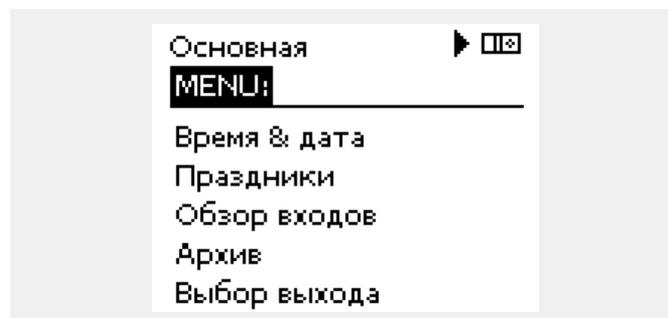 Основная
MENU:
Время & дата
Праздники
Обзор входов
Архив
Выбор выхода